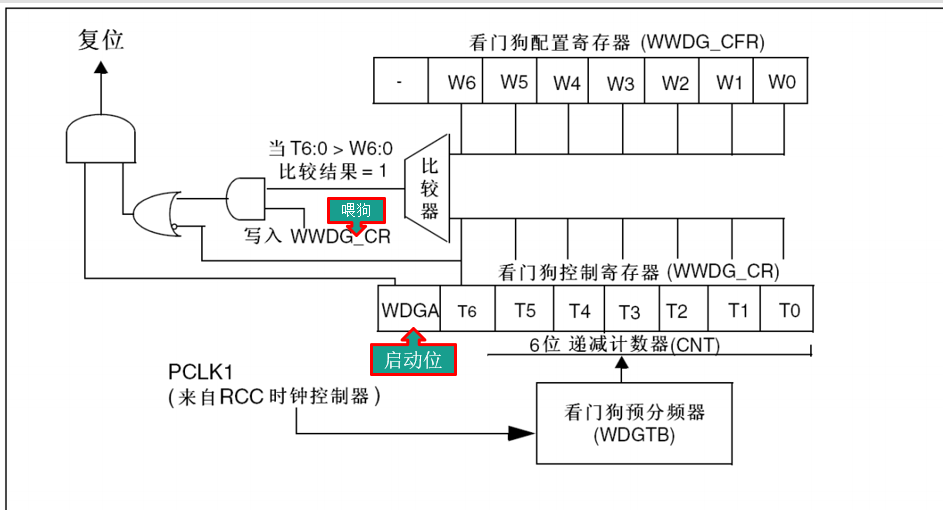 复位
看门狗配置寄存器 (WWDG_CFR)
- W6 W5 W4 W3 W2 W1 W0
当 T6:0 > W6:0
比较结果 = 1
比较器
喂狗
写入 WWDG_CR
看门狗控制寄存器 (WWDG_CR)
WDGA T6 T5 T4 T3 T2 T1 T0
启动位
6位 递减计数器(CNT)
PCLK1
(来自RCC 时钟控制器)
看门狗预分频器
(WDGTB)